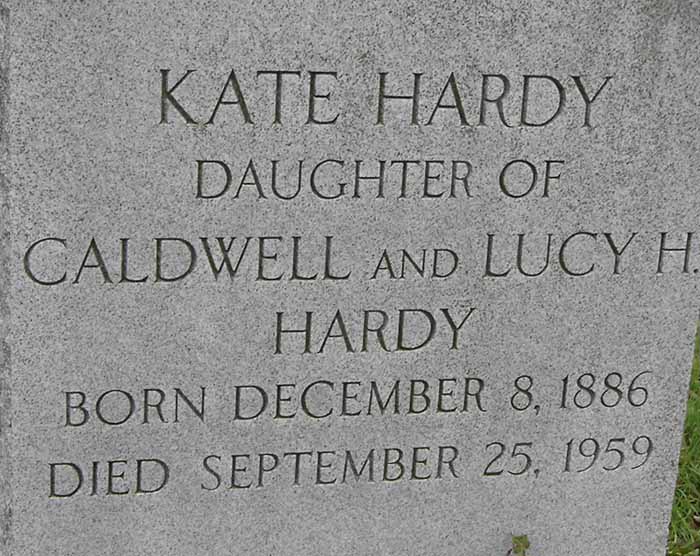 KATE HARDY
DAUGHTER OF
CALDWELL AND LUCY H.
HARDY
BORN DECEMBER 8, 1886
DIED SEPTEMBER 25, 1959